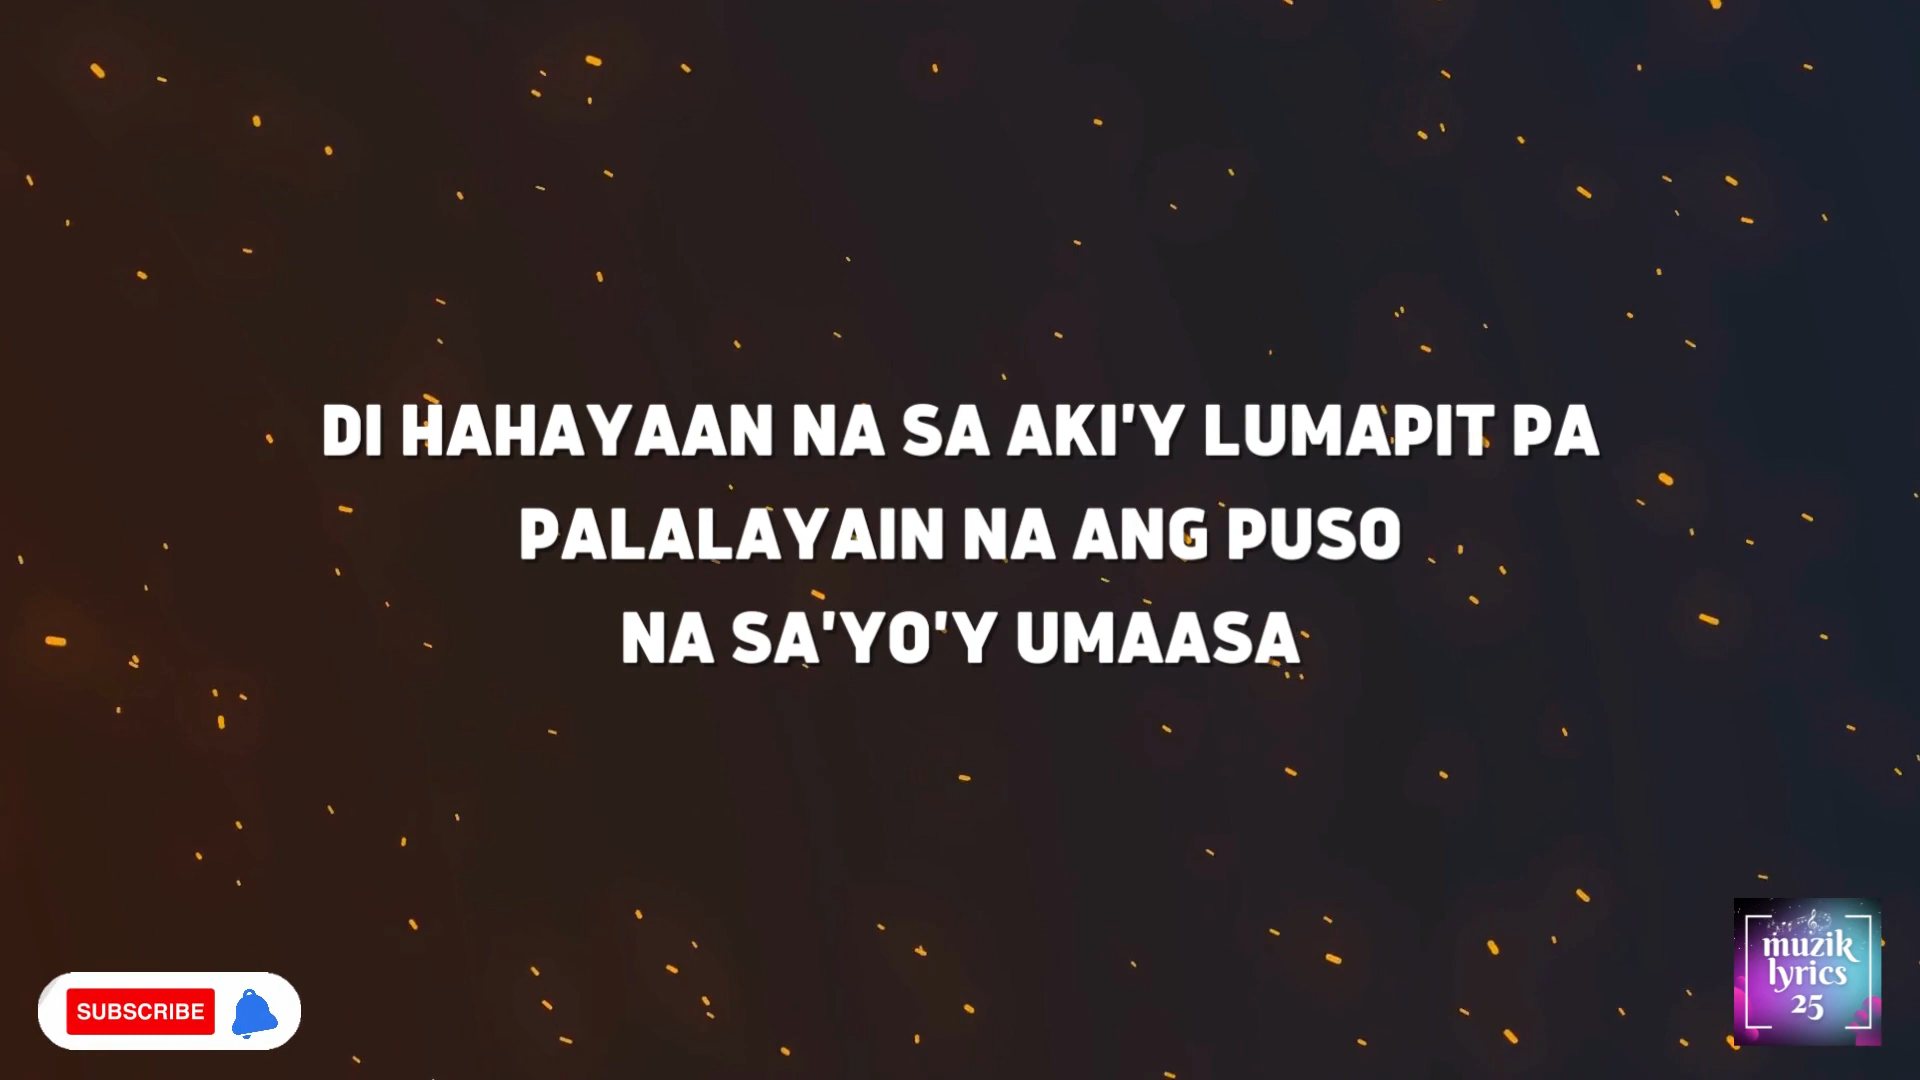 DI HAHAYAAN NA SA AKI'Y LUMAPIT PA
PALALAYAIN NA ANG PUSO
NA SA'YO'Y UMAASA
SUBSCRIBE
muzik
lyrics
25